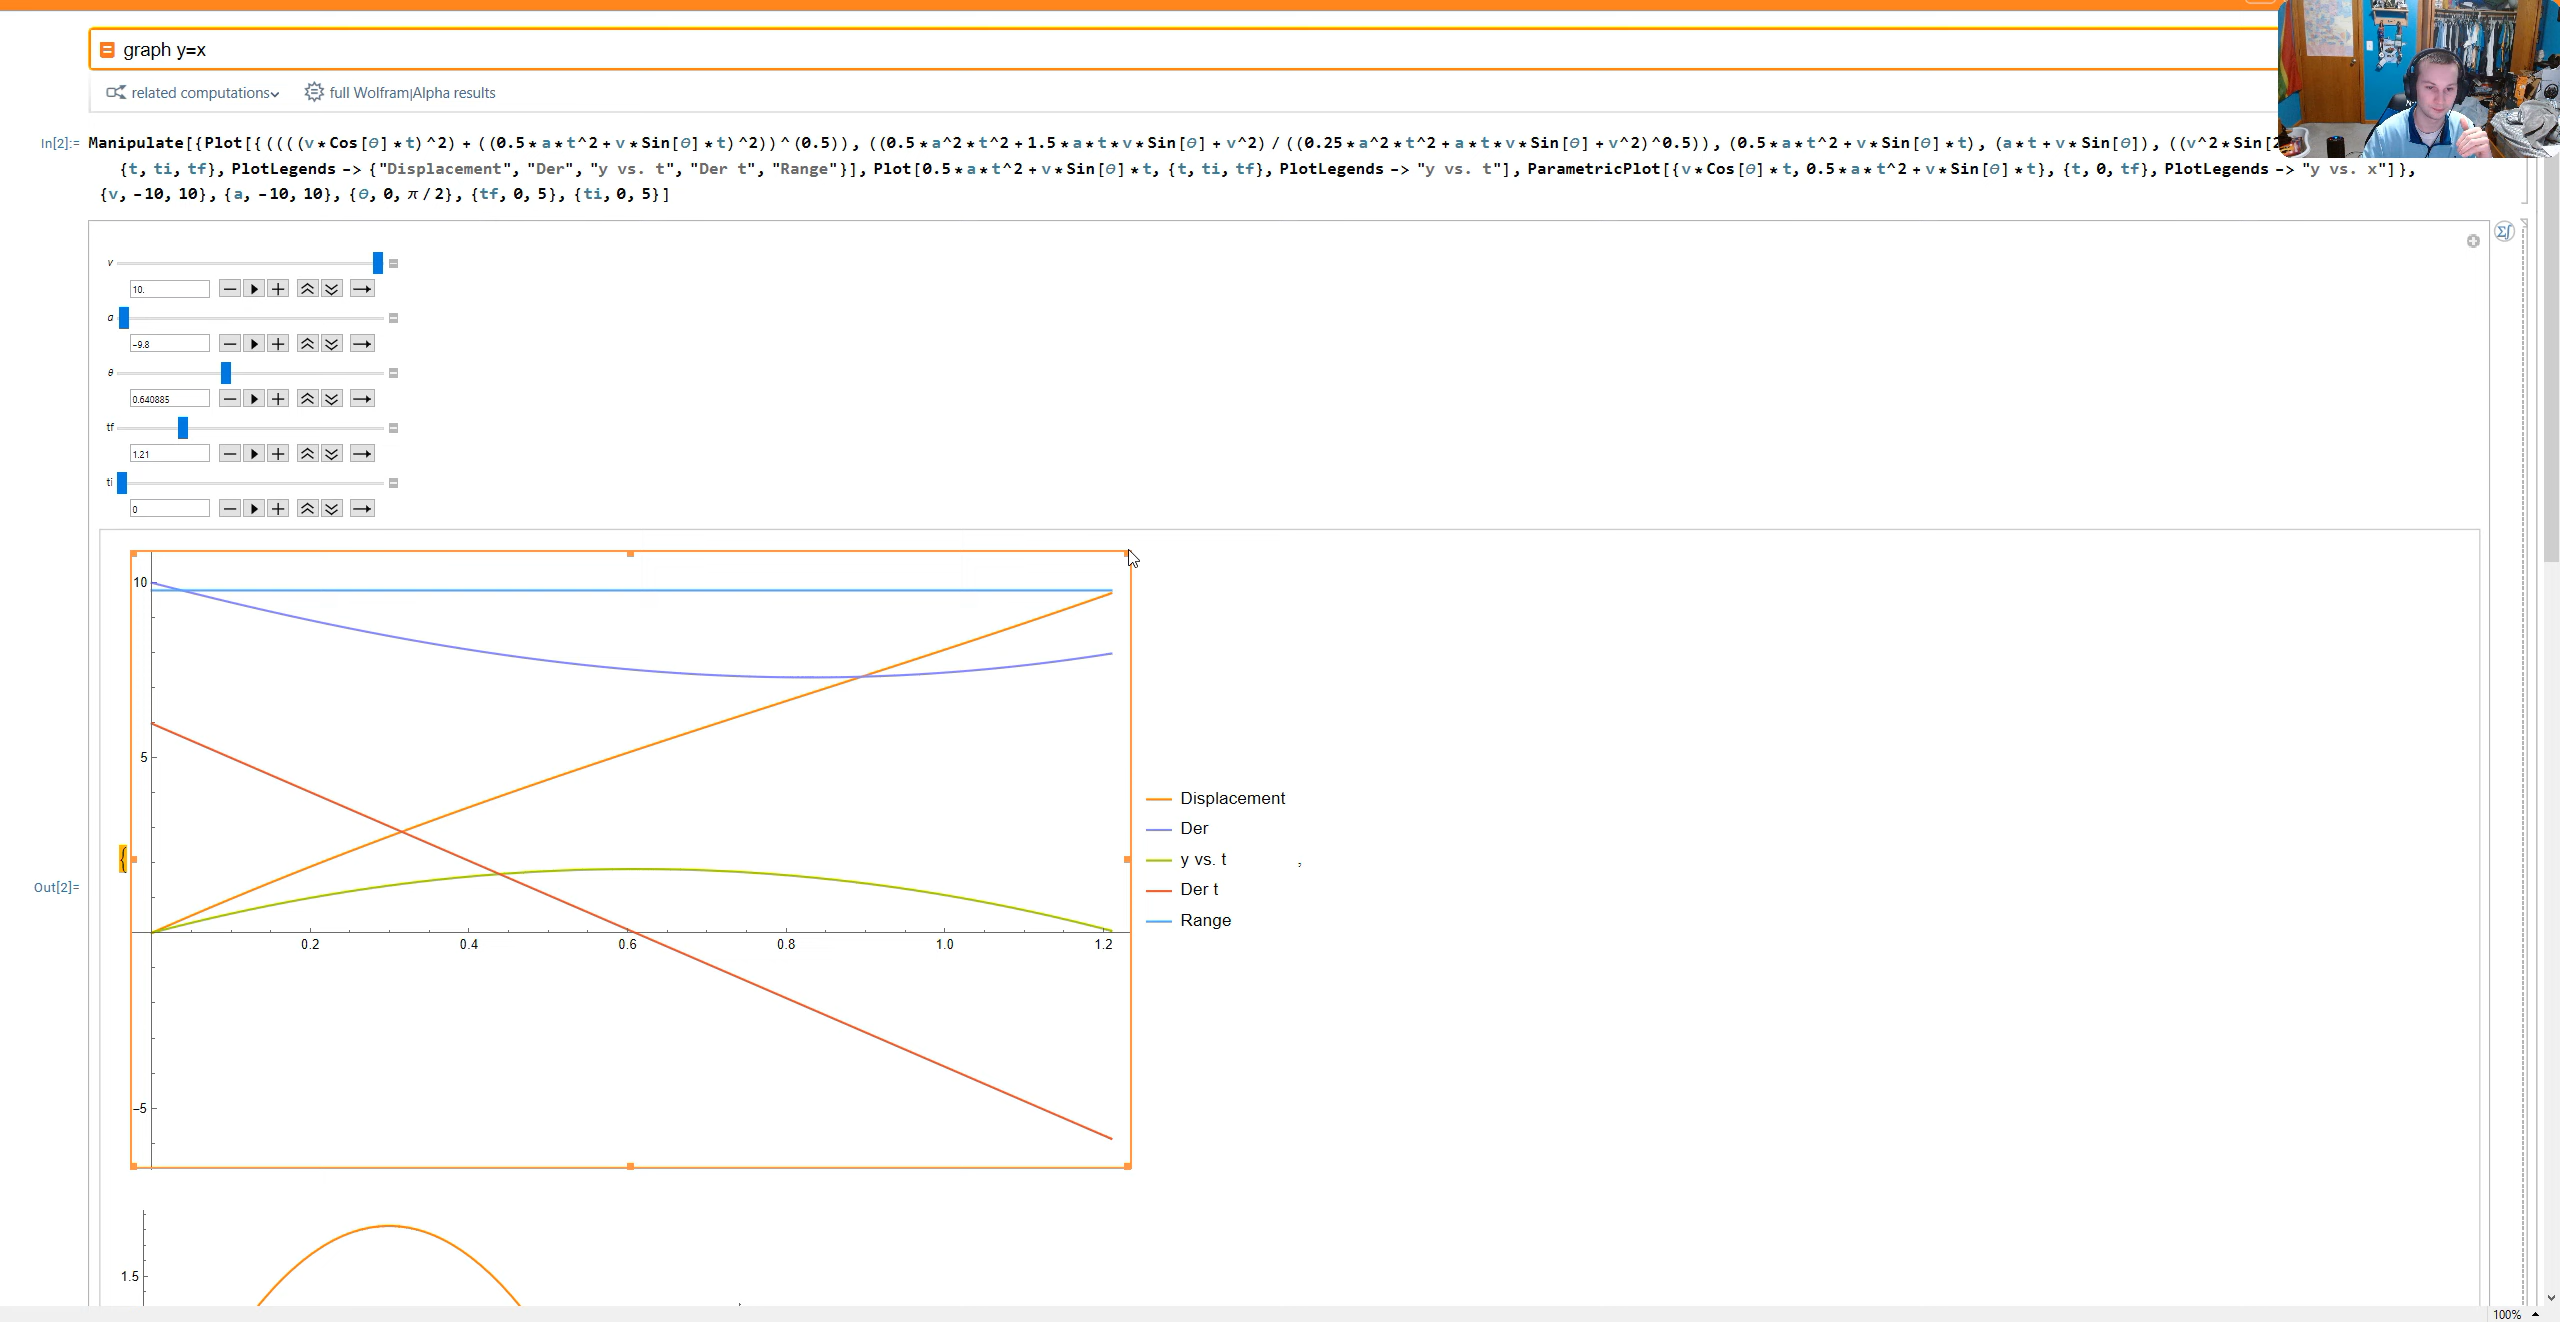 graph y=x
related computations
full Wolfram|Alpha results
In[2]:= Manipulate[{Plot[{(((((v*Cos[θ]*t)^2) + ((0.5*a*t^2+v*Sin[θ]*t)^2))^(0.5)), ((0.5*a^2*t^2+1.5*a*t*v*Sin[θ]+v^2) / ((0.25*a^2*t^2+a*t*v*Sin[θ]+v^2)^0.5)), (0.5*a*t^2+v*Sin[θ]*t), (a*t+v*Sin[θ]), ((v^2*Sin[2
{t, ti, tf}, PlotLegends -> {"Displacement", "Der", "y vs. t", "Der t", "Range"}], Plot[0.5*a*t^2+v*Sin[θ]*t, {t, ti, tf}, PlotLegends -> "y vs. t"], ParametricPlot[{v*Cos[θ]*t, 0.5*a*t^2+v*Sin[θ]*t}, {t, 0, tf}, PlotLegends -> "y vs. x"]},
{v, -10, 10}, {a, -10, 10}, {θ, 0, π/2}, {tf, 0, 5}, {ti, 0, 5}]
v
10.
a
-9.8
θ
0.640885
tf
1.21
ti
0
10
5
-5
0.2 0.4 0.6 0.8 1.0 1.2
{
Displacement
Der
y vs. t ,
Der t
Range
Out[2]=
1.5
100%